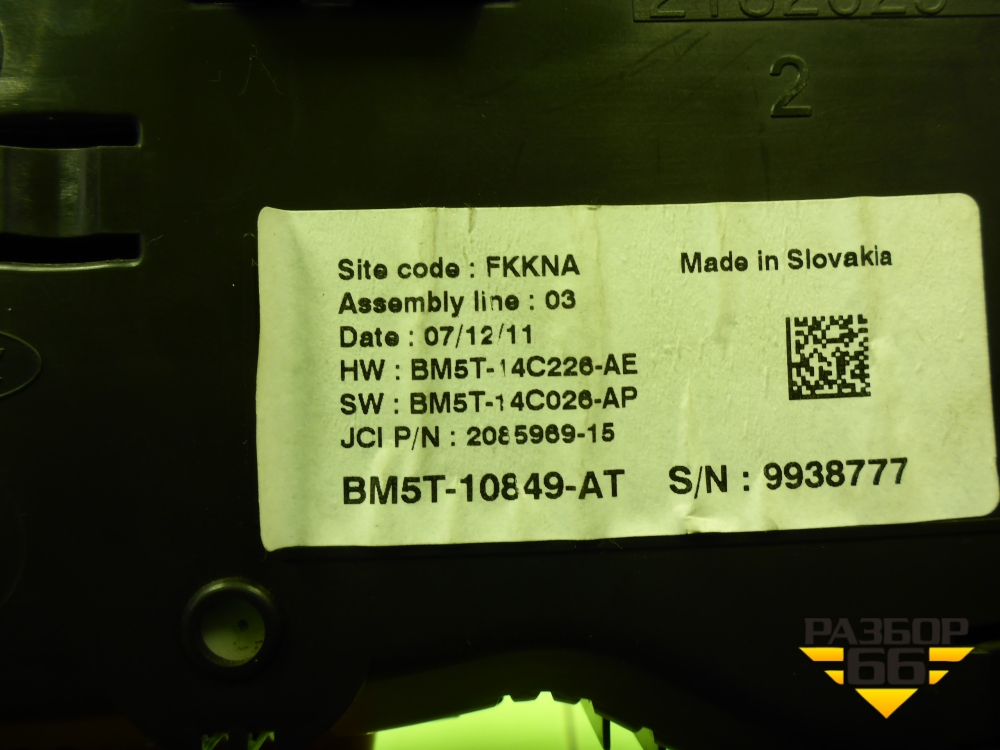 2
Site code : FKKNA
Made in Slovakia
Assembly line : 03
Date : 07/12/11
HW : BM5T-14C226-AE
SW : BM5T-14C026-AP
JCI P/N : 2085969-15
BM5T-10849-AT
S/N : 9938777
РАЗБОР
66